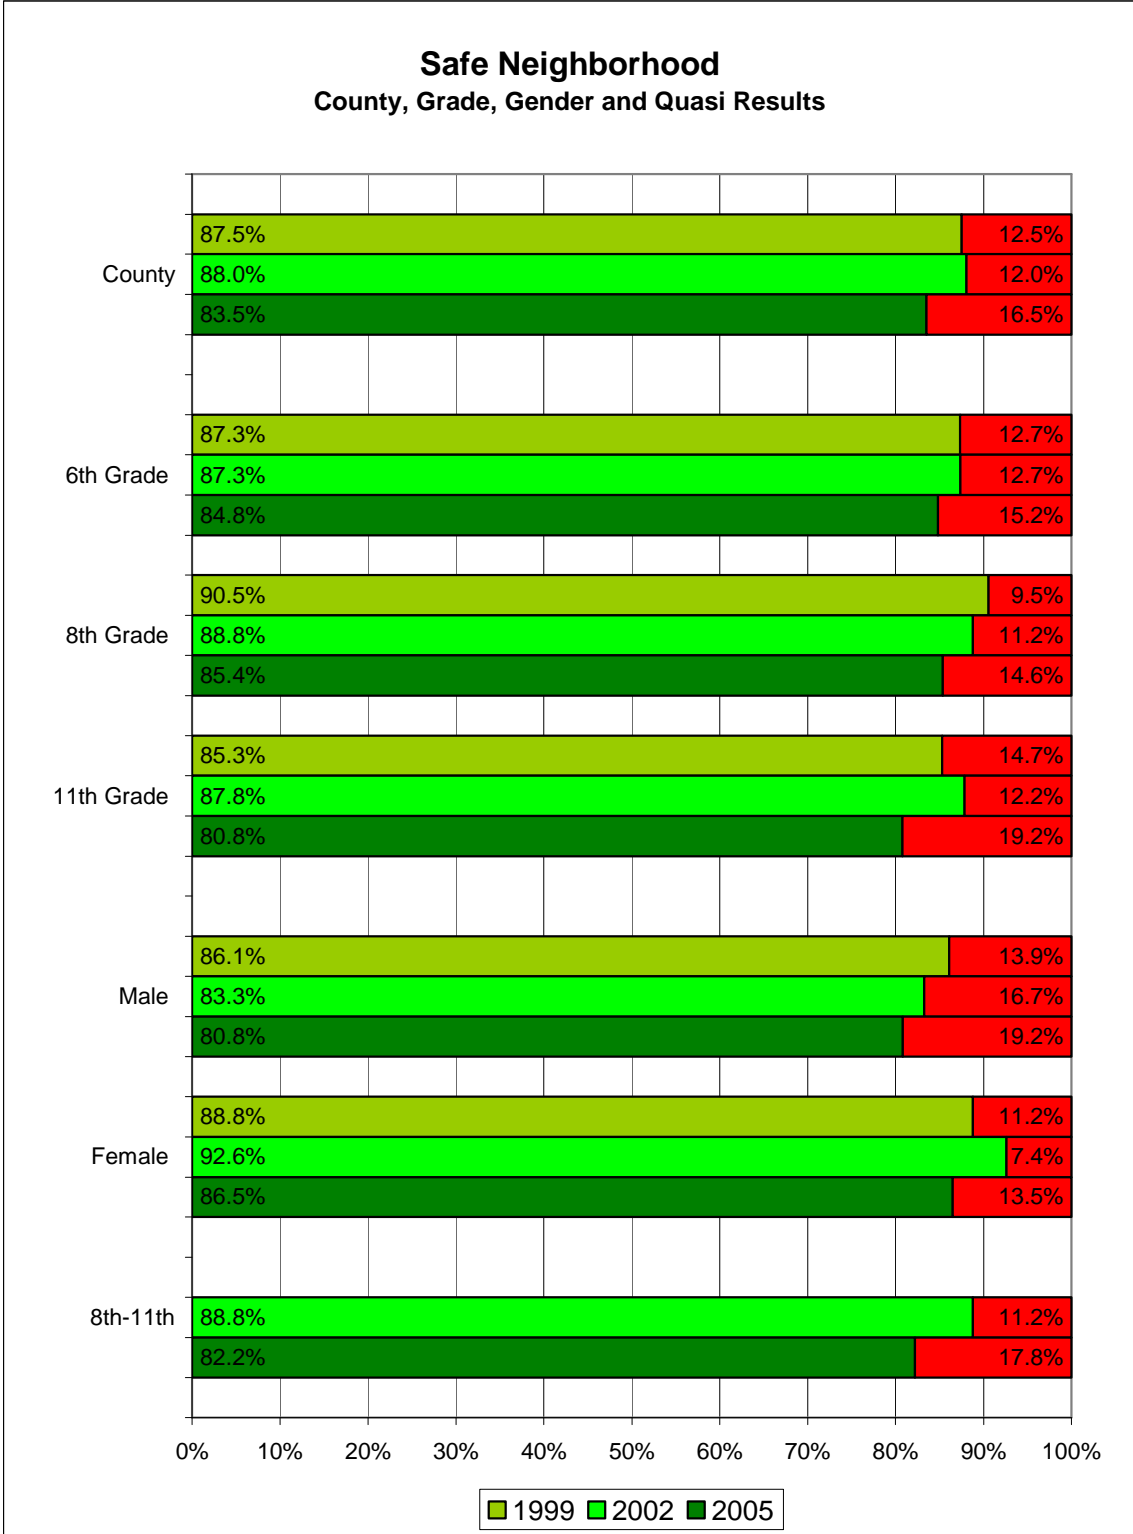 Safe Neighborhood
County, Grade, Gender and Quasi Results
87.5% 12.5%
County 88.0% 12.0%
83.5% 16.5%
87.3% 12.7%
6th Grade 87.3% 12.7%
84.8% 15.2%
90.5% 9.5%
8th Grade 88.8% 11.2%
85.4% 14.6%
85.3% 14.7%
11th Grade 87.8% 12.2%
80.8% 19.2%
86.1% 13.9%
Male 83.3% 16.7%
80.8% 19.2%
88.8% 11.2%
Female 92.6% 7.4%
86.5% 13.5%
8th-11th 88.8% 11.2%
82.2% 17.8%
0% 10% 20% 30% 40% 50% 60% 70% 80% 90% 100%
1999 2002 2005